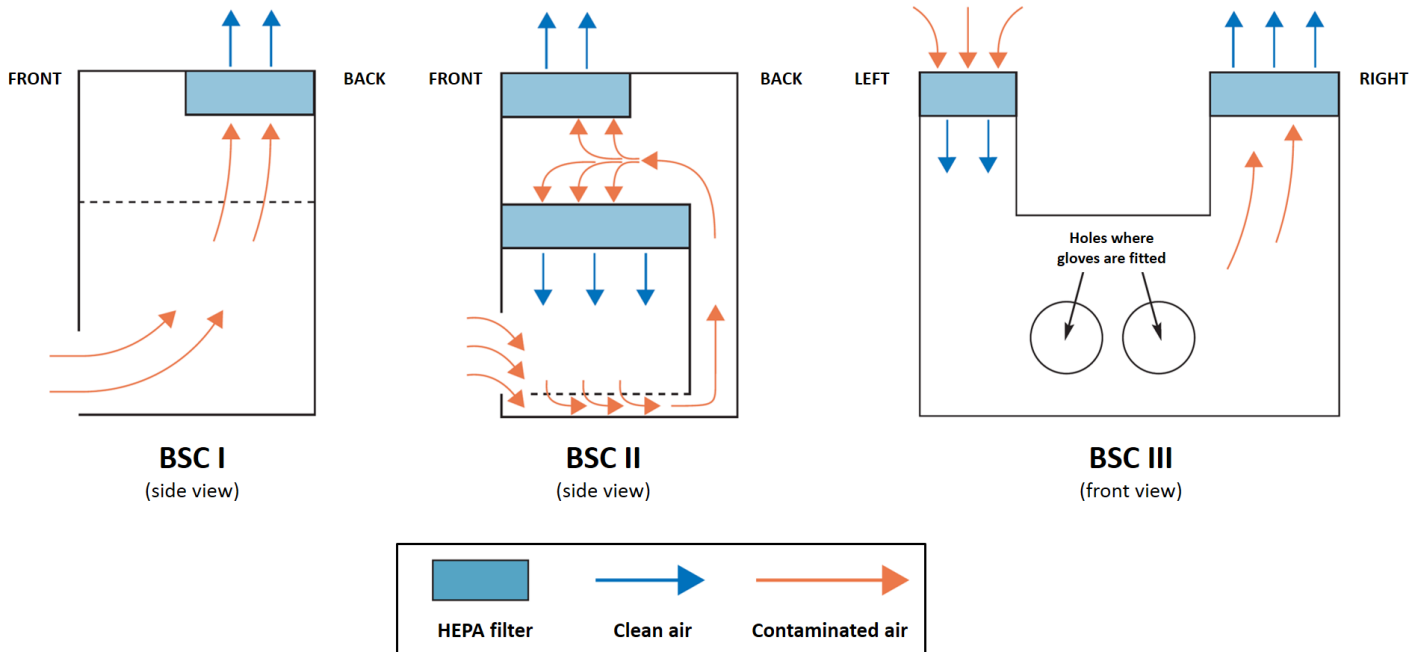 FRONT
BACK
FRONT
BACK
LEFT
RIGHT
Holes where
gloves are fitted
BSC I
(side view)
BSC II
(side view)
BSC III
(front view)
HEPA filter
Clean air
Contaminated air